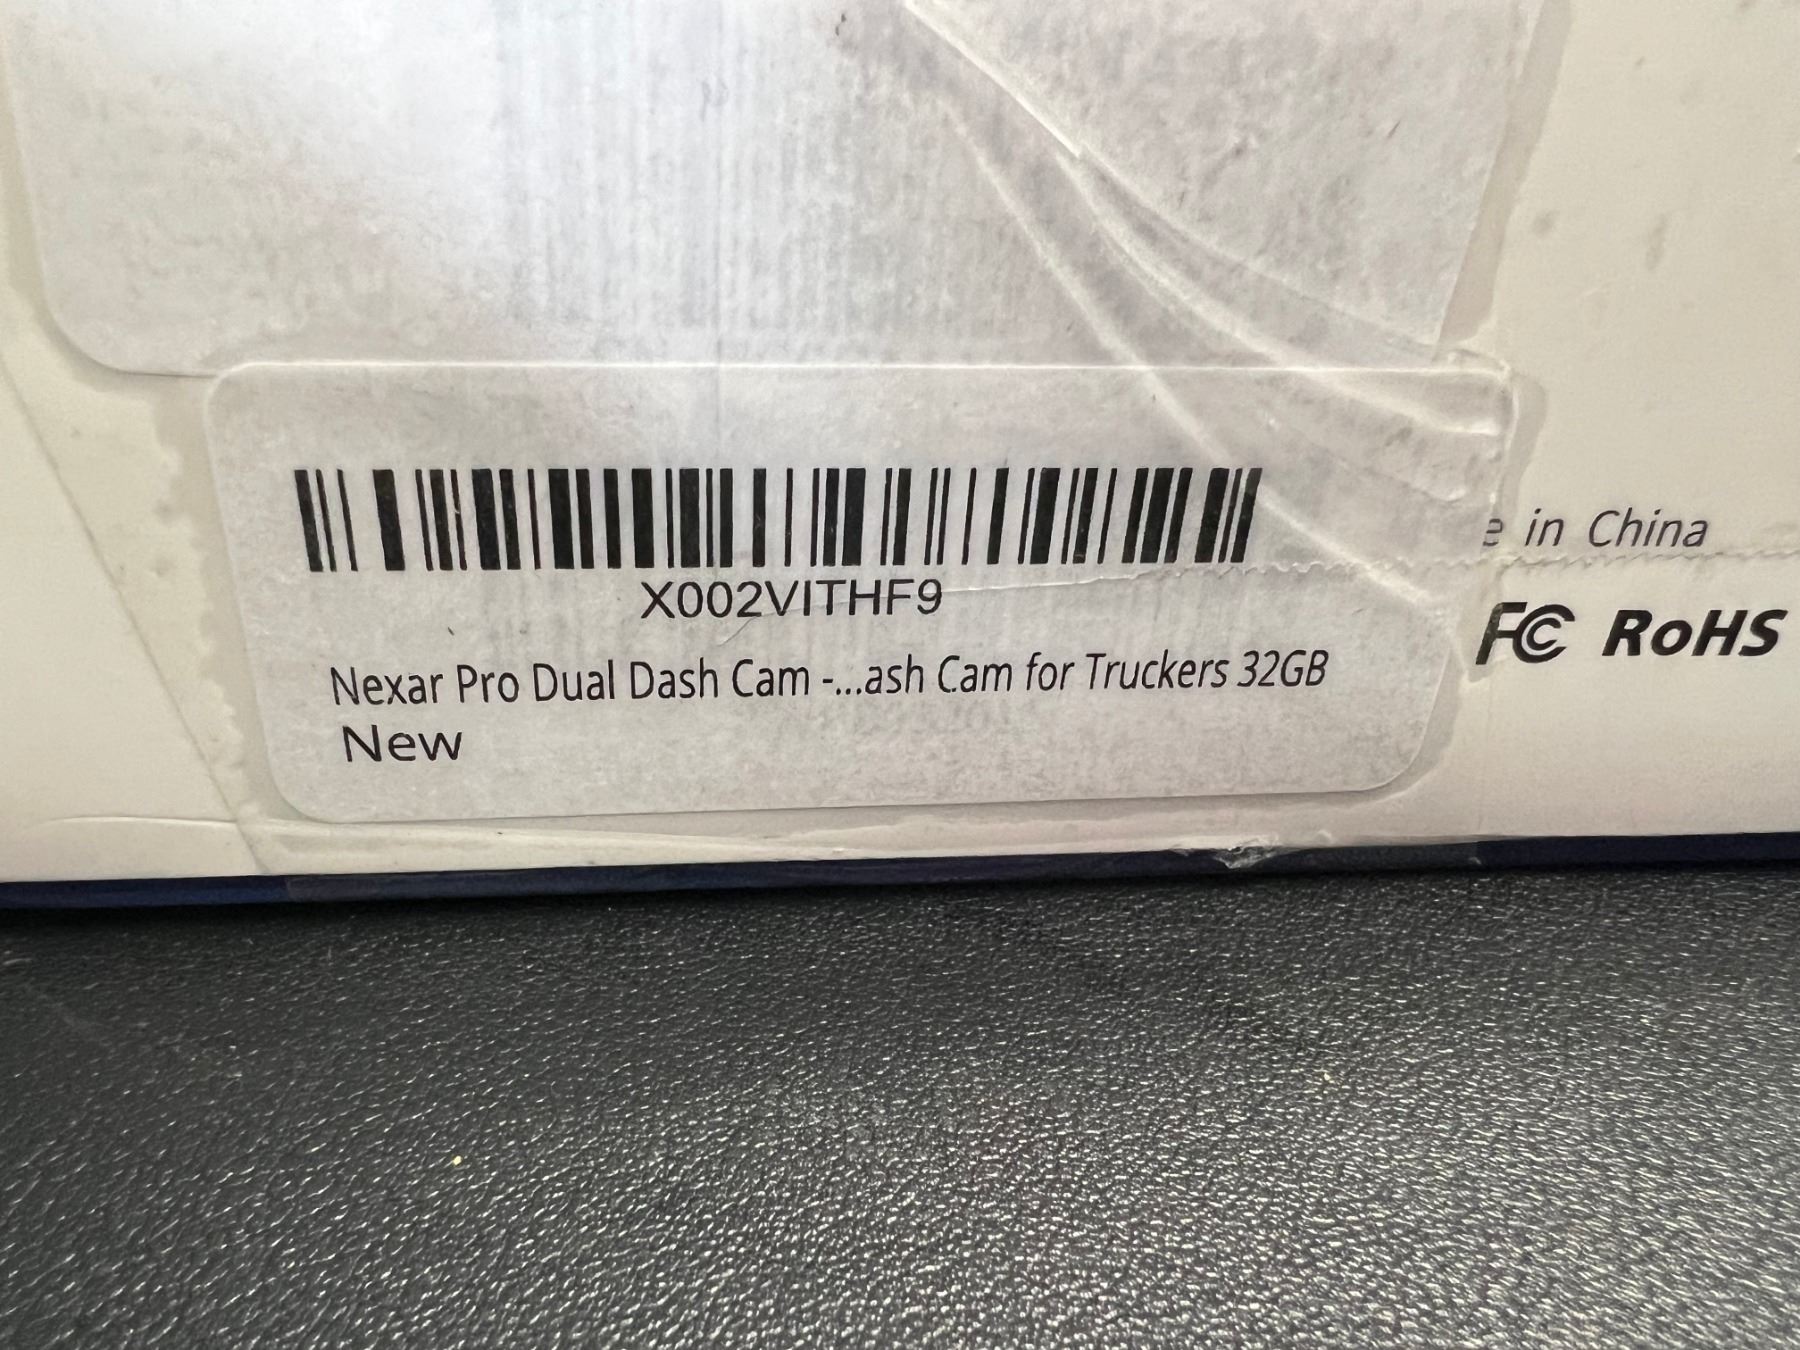 X002VITHF9
Nexar Pro Dual Dash Cam -...ash Cam for Truckers 32GB
New
e in China
FC RoHS